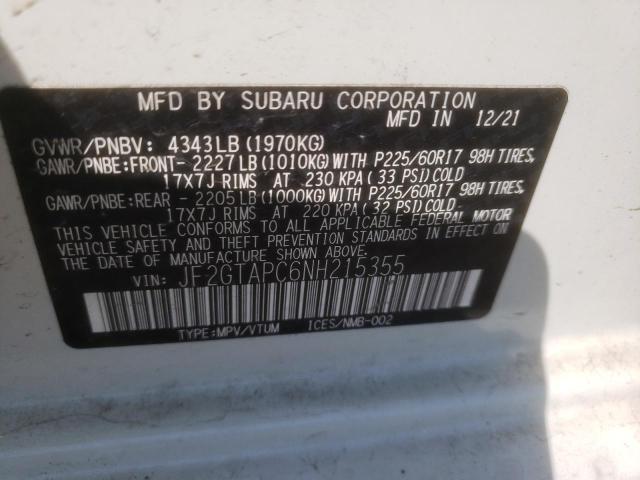 MFD BY SUBARU CORPORATION
MFD IN 12/21
GVWR/PNBV: 4343LB(1970KG)
GAWR/PNBE:FRONT- 2227LB(1010KG)WITH P225/60R17 98H TIRES,
17X7J RIMS AT 230 KPA(33 PSI)COLD
GAWR/PNBE:REAR - 2205LB(1000KG)WITH P225/60R17 98H TIRES,
17X7J RIMS AT 220 KPA(32 PSI)COLD.
THIS VEHICLE CONFORMS TO ALL APPLICABLE FEDERAL MOTOR
VEHICLE SAFETY AND THEFT PREVENTION STANDARDS IN EFFECT ON
THE DATE OF MANUFACTURE SHOWN ABOVE.
VIN: JF2GTAPC6NH215355
TYPE:MPV/VTUM ICES/NMB-002